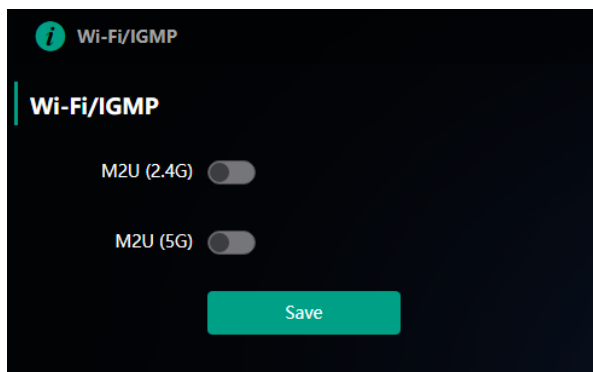 Wi-Fi/IGMP
Wi-Fi/IGMP
M2U (2.4G)
M2U (5G)
Save